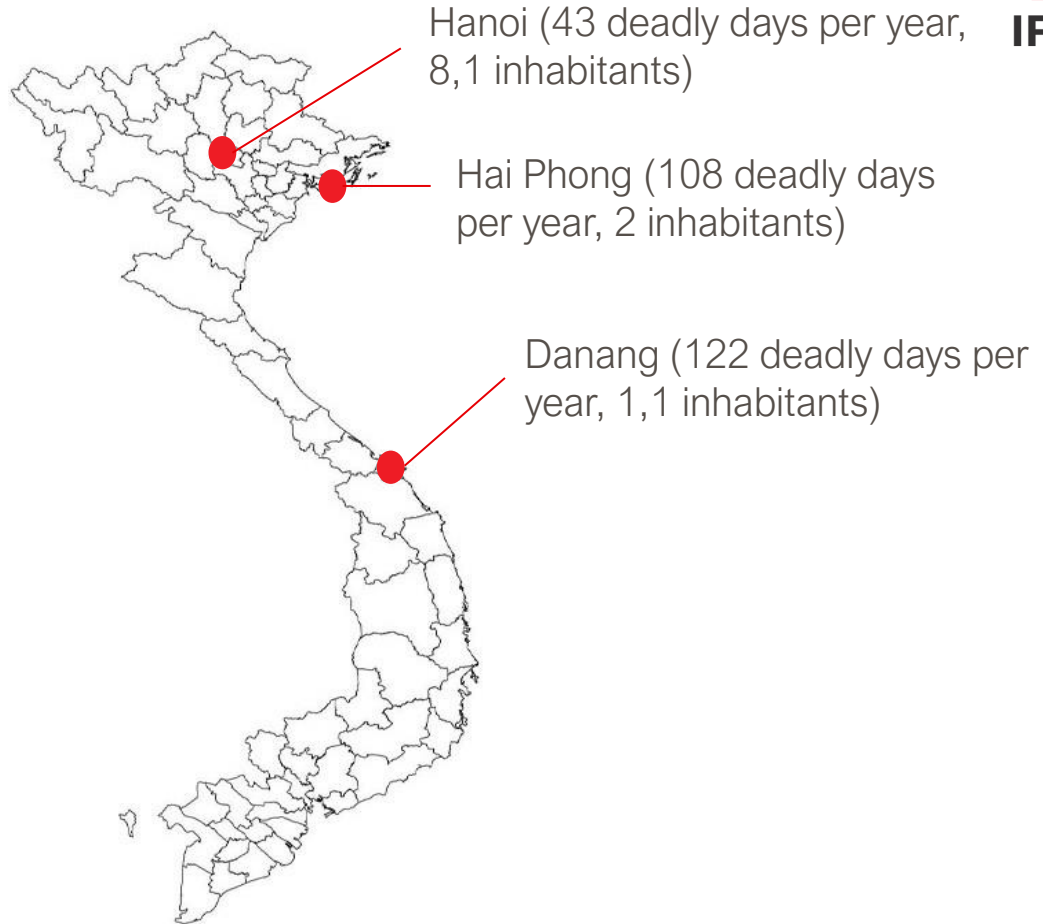 Hanoi (43 deadly days per year,
8,1 inhabitants)
IF
Hai Phong (108 deadly days
per year, 2 inhabitants)
Danang (122 deadly days per
year, 1,1 inhabitants)